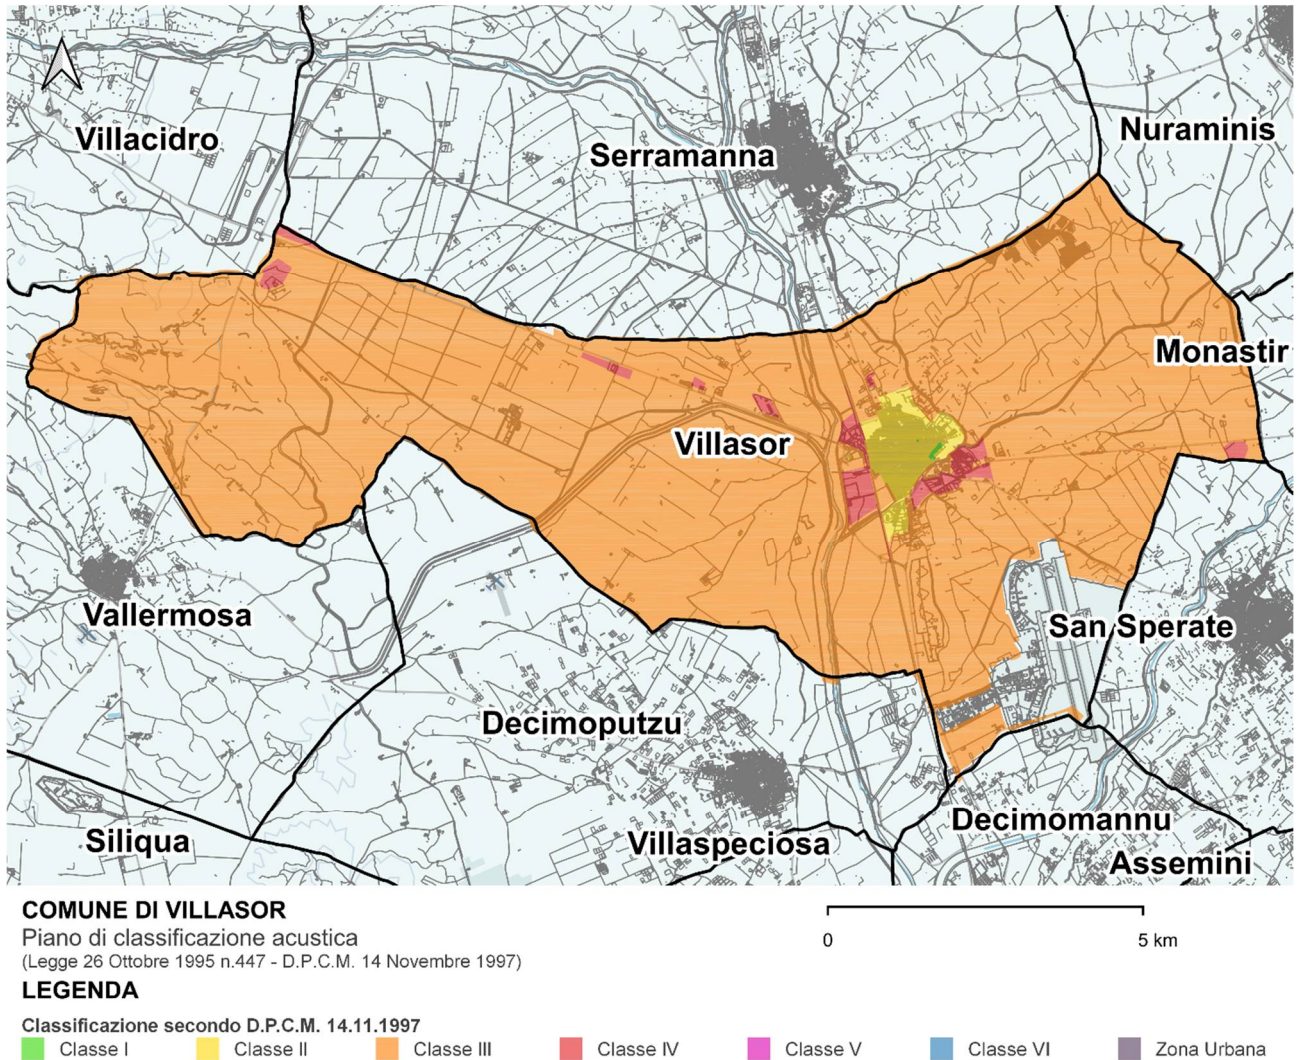 Nuraminis
Villacidro
Serramanna
Monastir
Villasor
Vallermosa
San Sperate
Decimoputzu
Decimomannu
Siliqua
Villaspeciosa
Assemini
COMUNE DI VILLASOR
Piano di classificazione acustica
(Legge 26 Ottobre 1995 n.447 - D.P.C.M. 14 Novembre 1997)
0 5 km
LEGENDA
Classificazione secondo D.P.C.M. 14.11.1997
Classe I Classe II Classe III Classe IV Classe V Classe VI Zona Urbana